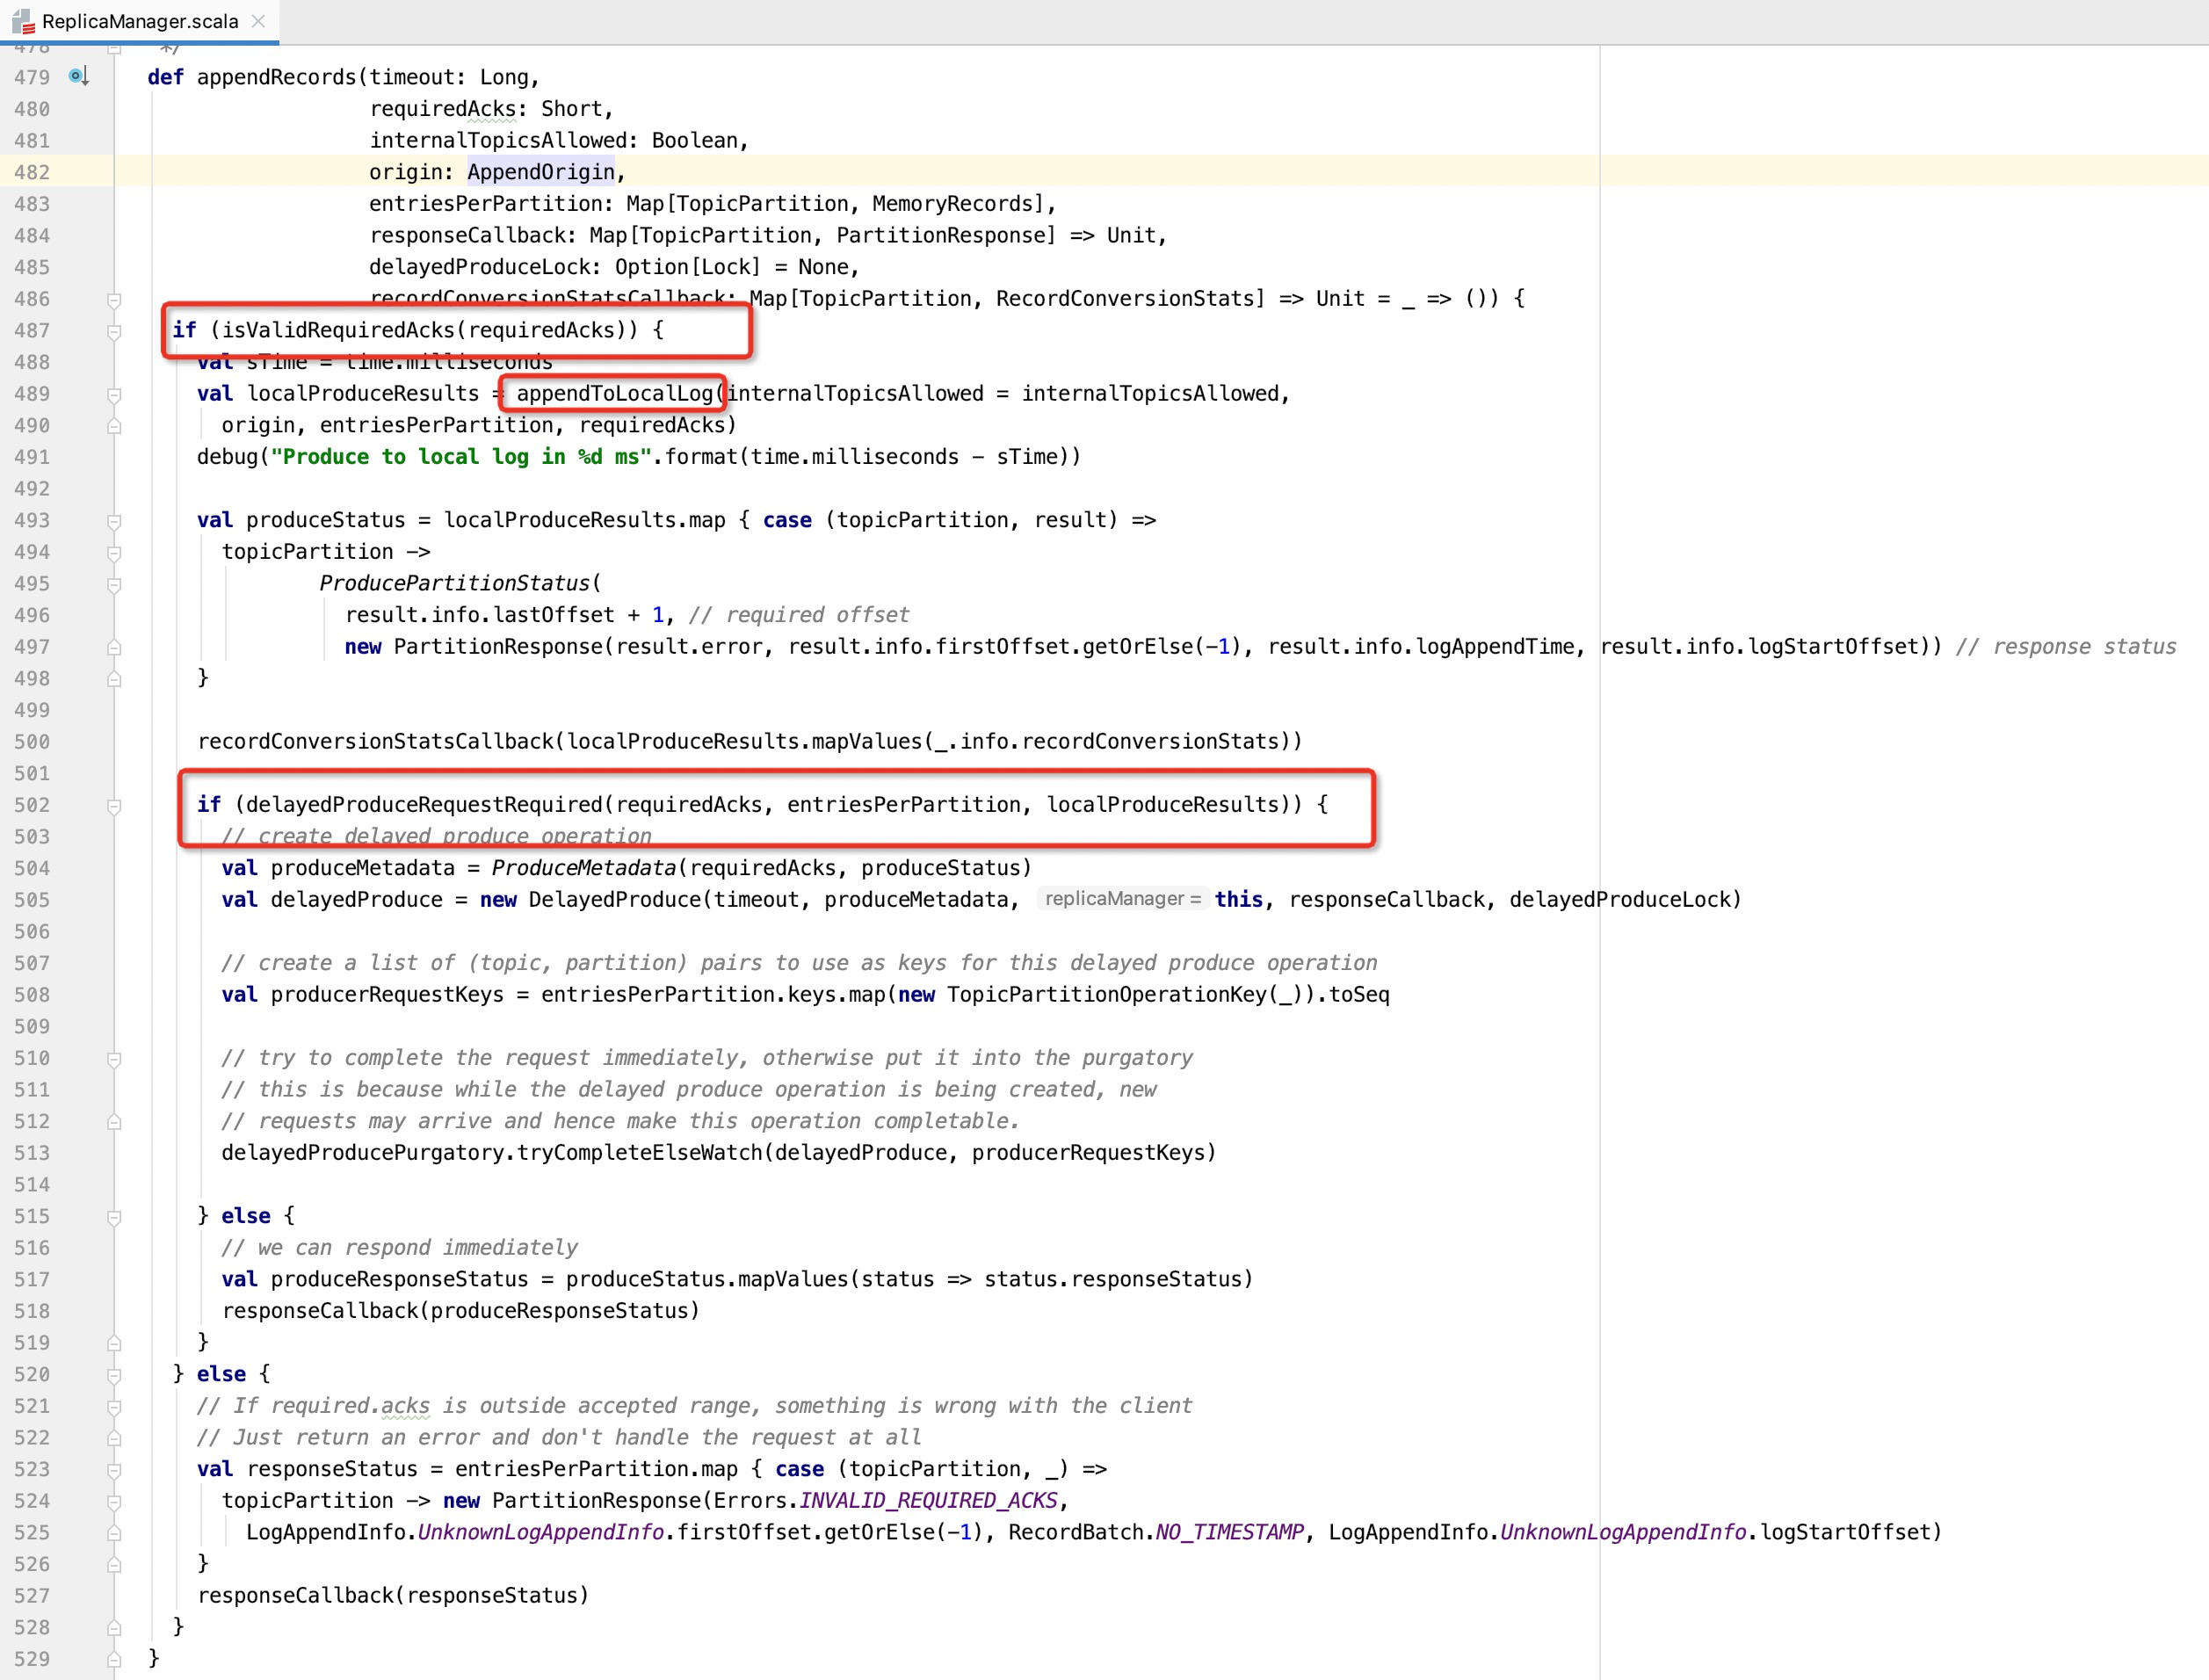 ReplicaManager.scala
478 */
479 def appendRecords(timeout: Long,
480 requiredAcks: Short,
481 internalTopicsAllowed: Boolean,
482 origin: AppendOrigin,
483 entriesPerPartition: Map[TopicPartition, MemoryRecords],
484 responseCallback: Map[TopicPartition, PartitionResponse] => Unit,
485 delayedProduceLock: Option[Lock] = None,
486 recordConversionStatsCallback: Map[TopicPartition, RecordConversionStats] => Unit = _ => ()) {
487 if (isValidRequiredAcks(requiredAcks)) {
488 val sTime = time.milliseconds
489 val localProduceResults = appendToLocalLog(internalTopicsAllowed = internalTopicsAllowed,
490 origin, entriesPerPartition, requiredAcks)
491 debug("Produce to local log in %d ms".format(time.milliseconds - sTime))
492
493 val produceStatus = localProduceResults.map { case (topicPartition, result) =>
494 topicPartition ->
495 ProducePartitionStatus(
496 result.info.lastOffset + 1, // required offset
497 new PartitionResponse(result.error, result.info.firstOffset.getOrElse(-1), result.info.logAppendTime, result.info.logStartOffset)) // response status
498 }
499
500 recordConversionStatsCallback(localProduceResults.mapValues(_.info.recordConversionStats))
501
502 if (delayedProduceRequestRequired(requiredAcks, entriesPerPartition, localProduceResults)) {
503 // create delayed produce operation
504 val produceMetadata = ProduceMetadata(requiredAcks, produceStatus)
505 val delayedProduce = new DelayedProduce(timeout, produceMetadata, replicaManager = this, responseCallback, delayedProduceLock)
506
507 // create a list of (topic, partition) pairs to use as keys for this delayed produce operation
508 val producerRequestKeys = entriesPerPartition.keys.map(new TopicPartitionOperationKey(_)).toSeq
509
510 // try to complete the request immediately, otherwise put it into the purgatory
511 // this is because while the delayed produce operation is being created, new
512 // requests may arrive and hence make this operation completable.
513 delayedProducePurgatory.tryCompleteElseWatch(delayedProduce, producerRequestKeys)
514
515 } else {
516 // we can respond immediately
517 val produceResponseStatus = produceStatus.mapValues(status => status.responseStatus)
518 responseCallback(produceResponseStatus)
519 }
520 } else {
521 // If required.acks is outside accepted range, something is wrong with the client
522 // Just return an error and don't handle the request at all
523 val responseStatus = entriesPerPartition.map { case (topicPartition, _) =>
524 topicPartition -> new PartitionResponse(Errors.INVALID_REQUIRED_ACKS,
525 LogAppendInfo.UnknownLogAppendInfo.firstOffset.getOrElse(-1), RecordBatch.NO_TIMESTAMP, LogAppendInfo.UnknownLogAppendInfo.logStartOffset)
526 }
527 responseCallback(responseStatus)
528 }
529 }